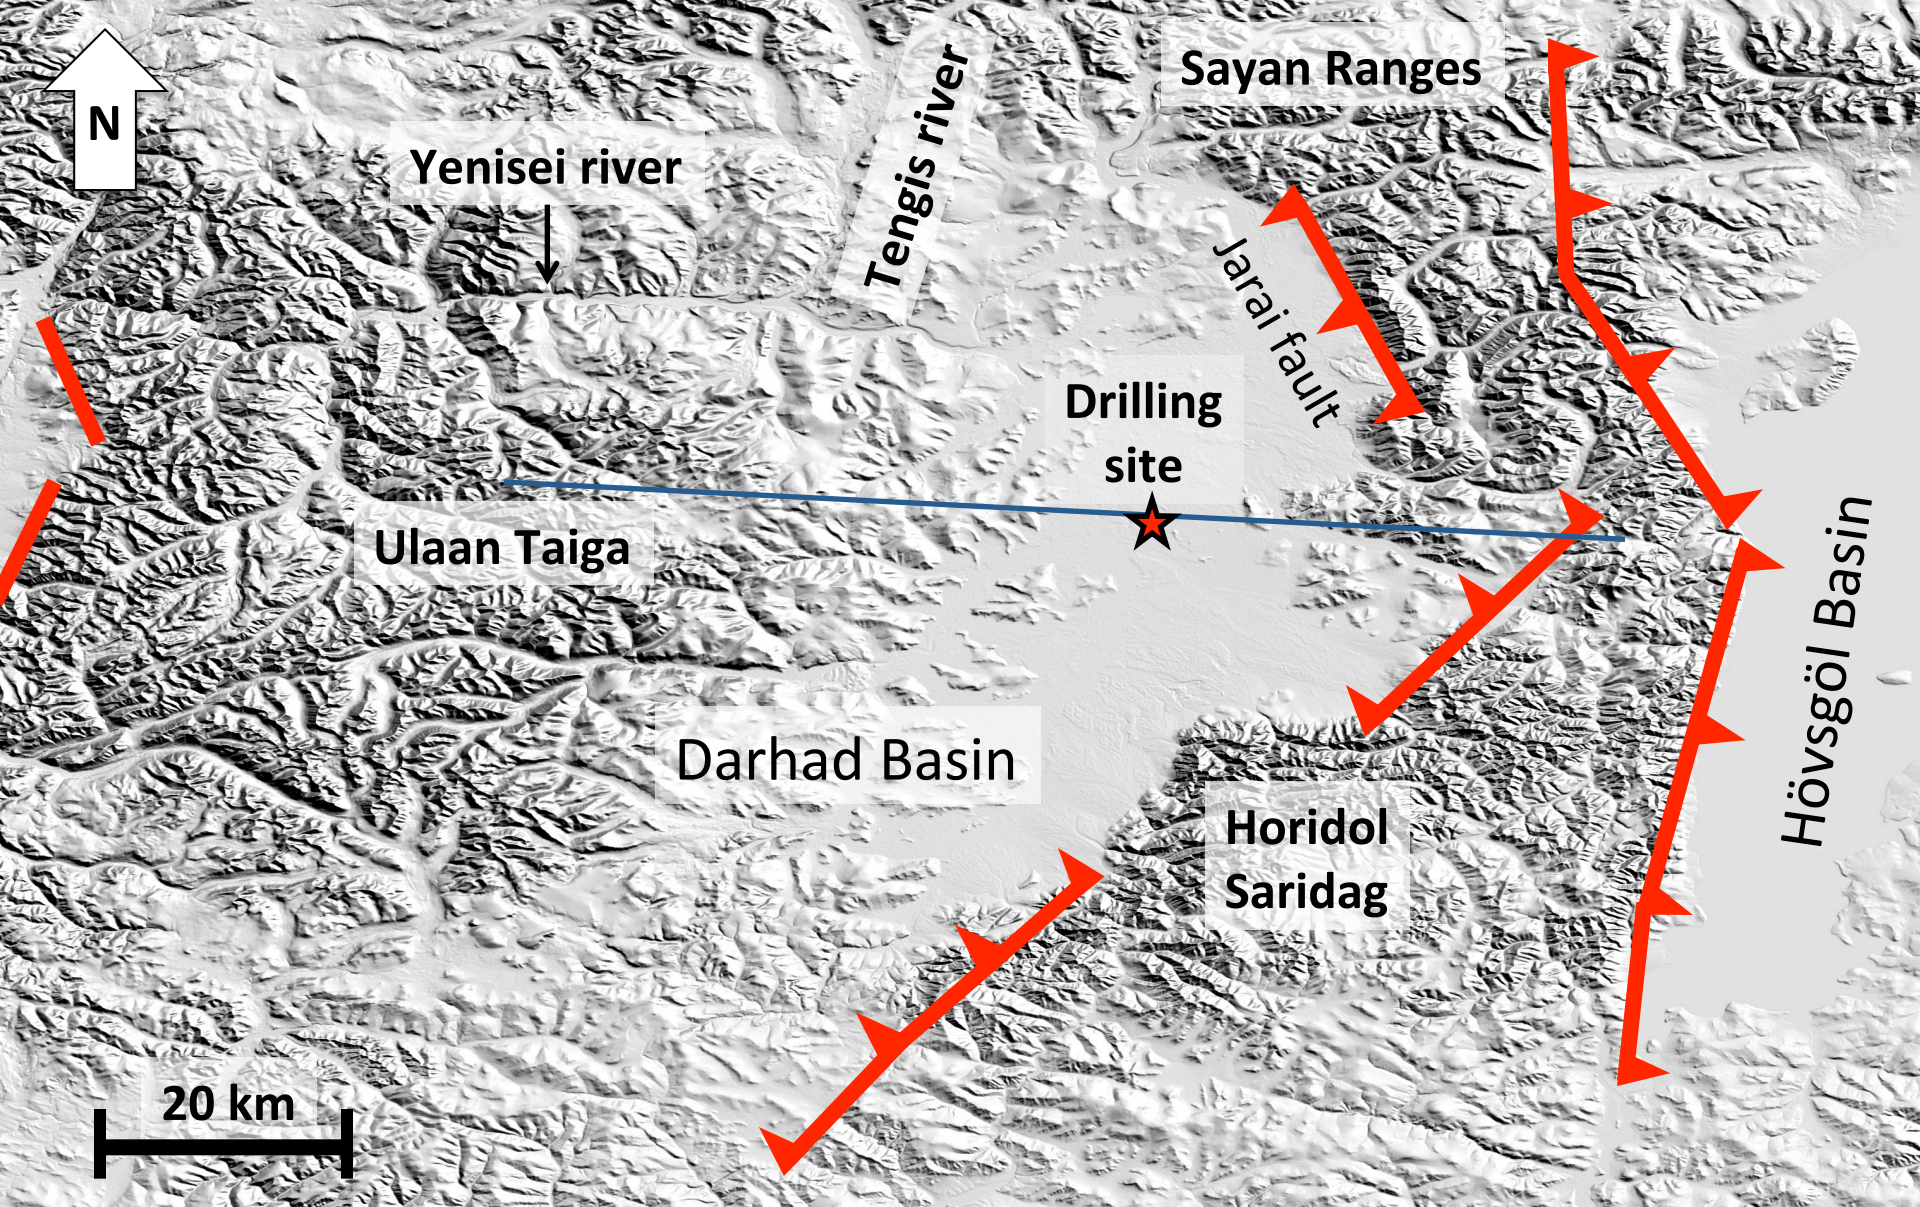 Sayan Ranges
N
Yenisei river
Tengis river
Jarai fault
Drilling
site
Ulaan Taiga
Hövsgöl Basin
Darhad Basin
Horidol
Saridag
20 km